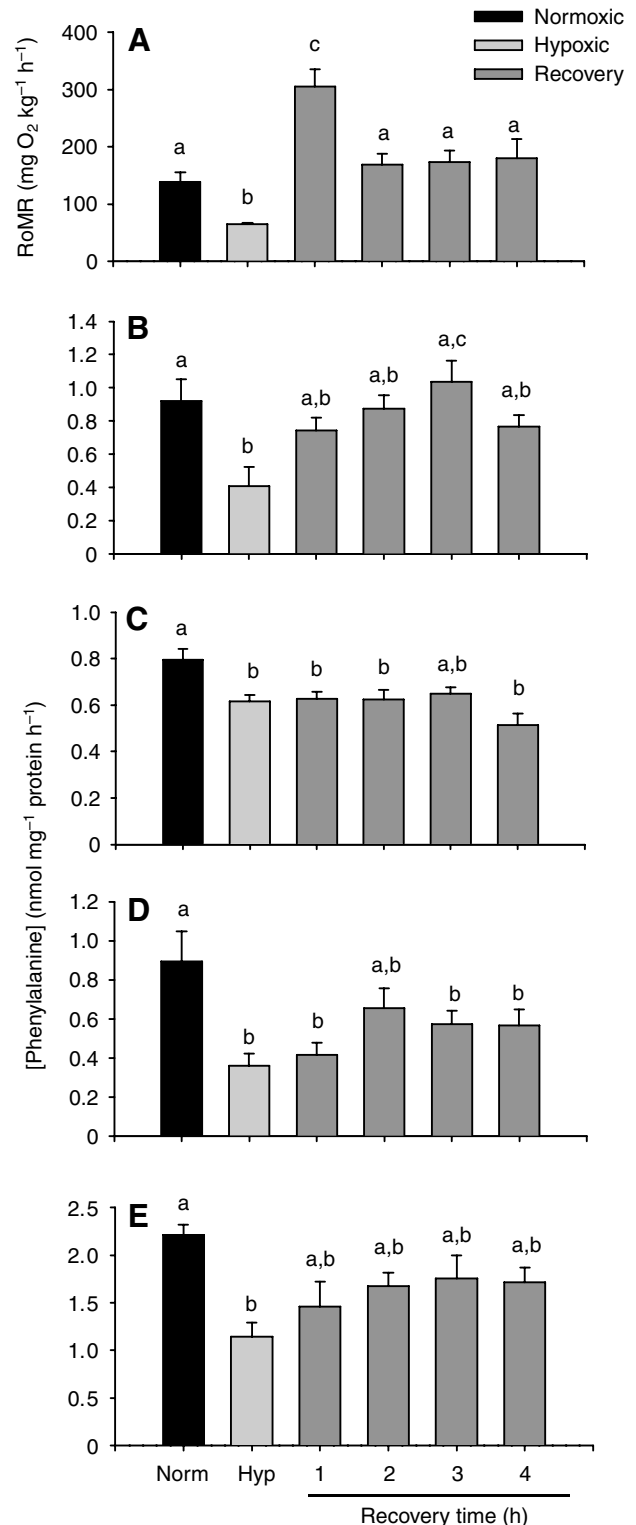 Normoxic
Hypoxic
Recovery
A
RoMR (mg O₂ kg⁻¹ h⁻¹)
400
300
200
100
0
a
b
c
a
a
a
B
1.4
1.2
1.0
0.8
0.6
0.4
0.2
0
a
b
a,b
a,b
a,c
a,b
[Phenylalanine] (nmol mg⁻¹ protein h⁻¹)
C
1.0
0.8
0.6
0.4
0.2
0
a
b
b
b
a,b
b
D
1.2
1.0
0.8
0.6
0.4
0.2
0
a
b
b
a,b
b
b
E
2.5
2.0
1.5
1.0
0.5
0
a
b
a,b
a,b
a,b
a,b
Norm Hyp 1 2 3 4
Recovery time (h)